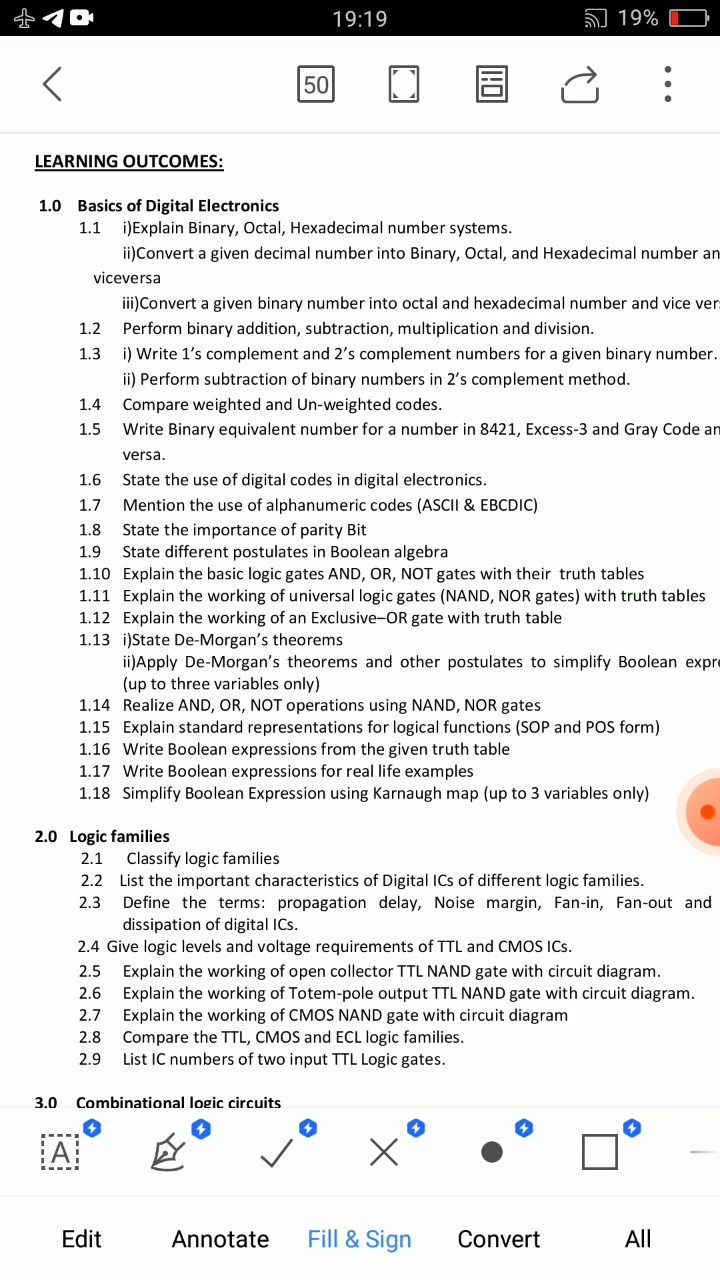 19:19
19%
50
LEARNING OUTCOMES:
1.0 Basics of Digital Electronics
1.1 i)Explain Binary, Octal, Hexadecimal number systems.
ii)Convert a given decimal number into Binary, Octal, and Hexadecimal number an
viceversa
iii)Convert a given binary number into octal and hexadecimal number and vice ver
1.2 Perform binary addition, subtraction, multiplication and division.
1.3 i) Write 1’s complement and 2’s complement numbers for a given binary number.
ii) Perform subtraction of binary numbers in 2’s complement method.
1.4 Compare weighted and Un-weighted codes.
1.5 Write Binary equivalent number for a number in 8421, Excess-3 and Gray Code an
versa.
1.6 State the use of digital codes in digital electronics.
1.7 Mention the use of alphanumeric codes (ASCII & EBCDIC)
1.8 State the importance of parity Bit
1.9 State different postulates in Boolean algebra
1.10 Explain the basic logic gates AND, OR, NOT gates with their truth tables
1.11 Explain the working of universal logic gates (NAND, NOR gates) with truth tables
1.12 Explain the working of an Exclusive–OR gate with truth table
1.13 i)State De-Morgan’s theorems
ii)Apply De-Morgan’s theorems and other postulates to simplify Boolean expre
(up to three variables only)
1.14 Realize AND, OR, NOT operations using NAND, NOR gates
1.15 Explain standard representations for logical functions (SOP and POS form)
1.16 Write Boolean expressions from the given truth table
1.17 Write Boolean expressions for real life examples
1.18 Simplify Boolean Expression using Karnaugh map (up to 3 variables only)
2.0 Logic families
2.1 Classify logic families
2.2 List the important characteristics of Digital ICs of different logic families.
2.3 Define the terms: propagation delay, Noise margin, Fan-in, Fan-out and
dissipation of digital ICs.
2.4 Give logic levels and voltage requirements of TTL and CMOS ICs.
2.5 Explain the working of open collector TTL NAND gate with circuit diagram.
2.6 Explain the working of Totem-pole output TTL NAND gate with circuit diagram.
2.7 Explain the working of CMOS NAND gate with circuit diagram
2.8 Compare the TTL, CMOS and ECL logic families.
2.9 List IC numbers of two input TTL Logic gates.
3.0 Combinational logic circuits
A
Edit Annotate Fill & Sign Convert All